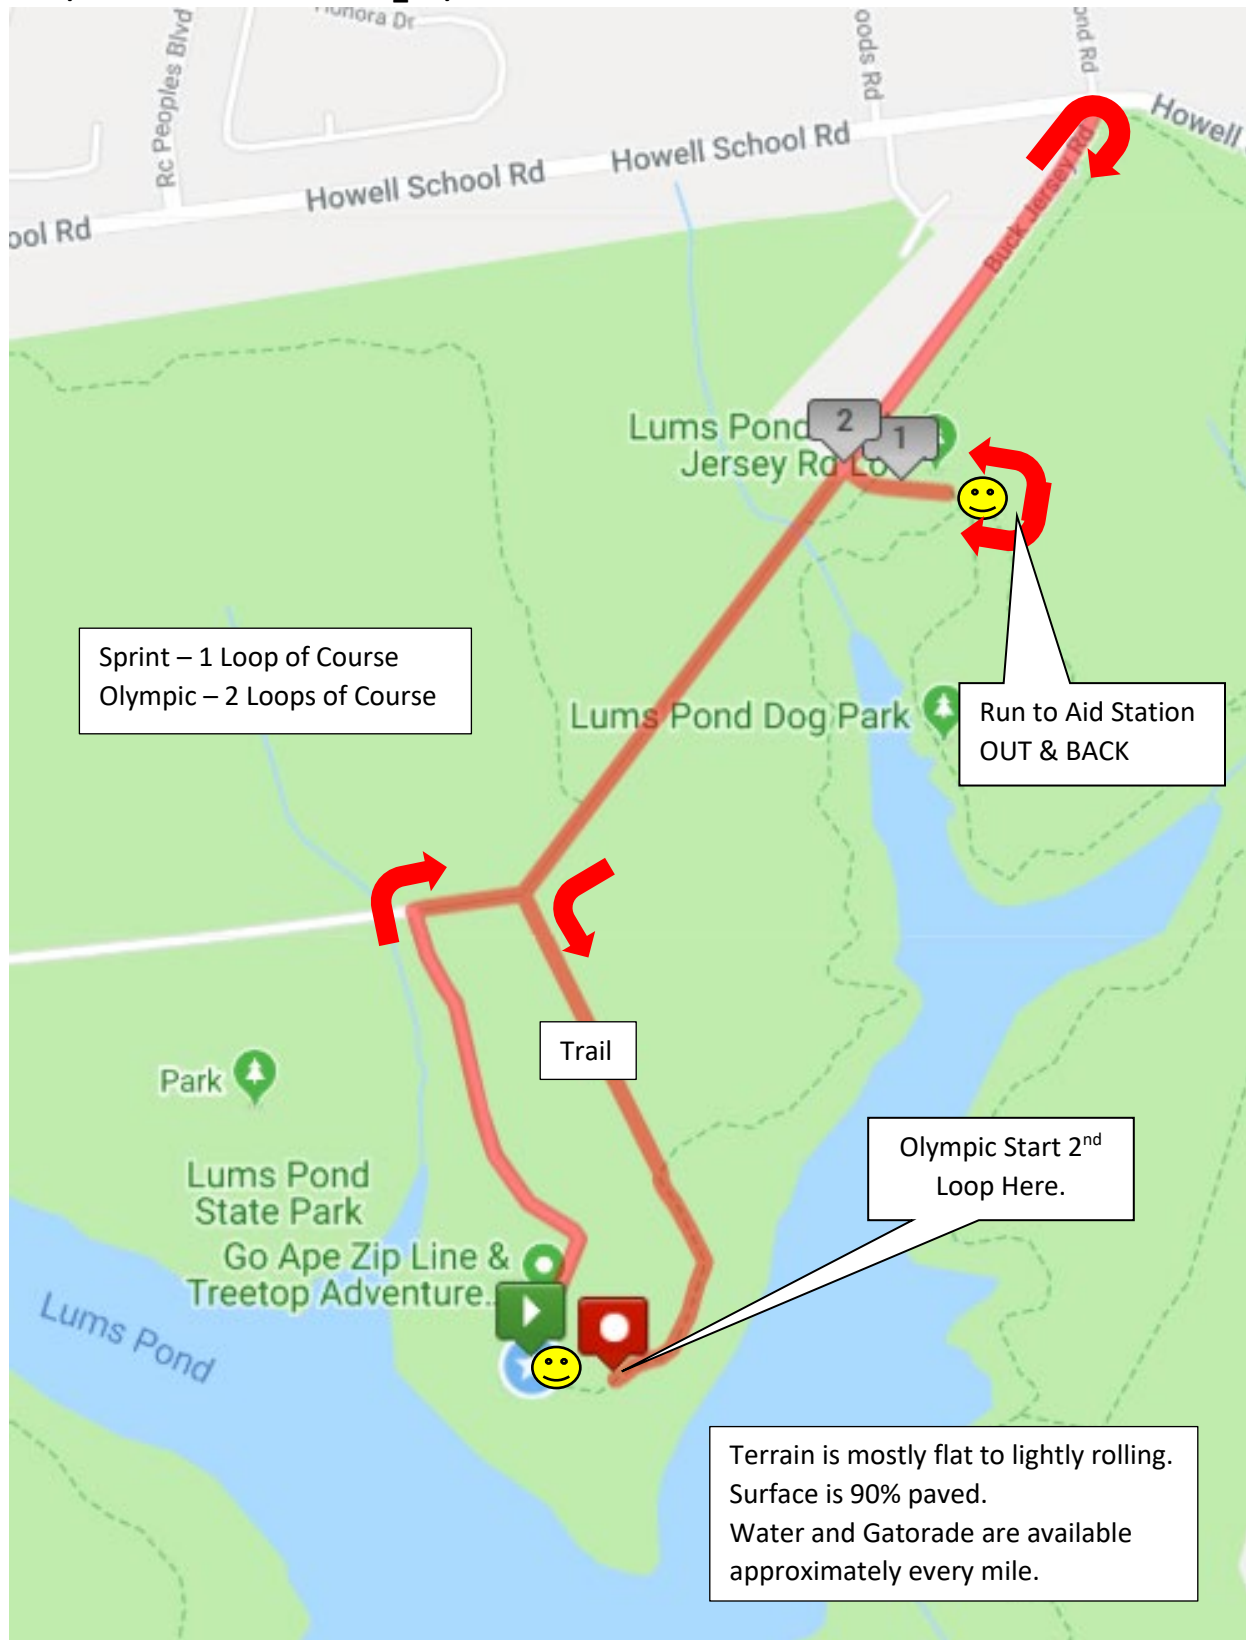 Honora Dr
Rc Peoples Blvd
oods Rd
ond Rd
Howell School Rd
Howell School Rd
Howell
ool Rd
Buck Jersey Rd
2
1
Lums Pond
Jersey Rd Lo
Sprint – 1 Loop of Course
Olympic – 2 Loops of Course
Lums Pond Dog Park
Run to Aid Station
OUT & BACK
Trail
Park
Olympic Start 2nd
Loop Here.
Lums Pond
State Park
Go Ape Zip Line &
Treetop Adventure..
Lums Pond
Terrain is mostly flat to lightly rolling.
Surface is 90% paved.
Water and Gatorade are available
approximately every mile.